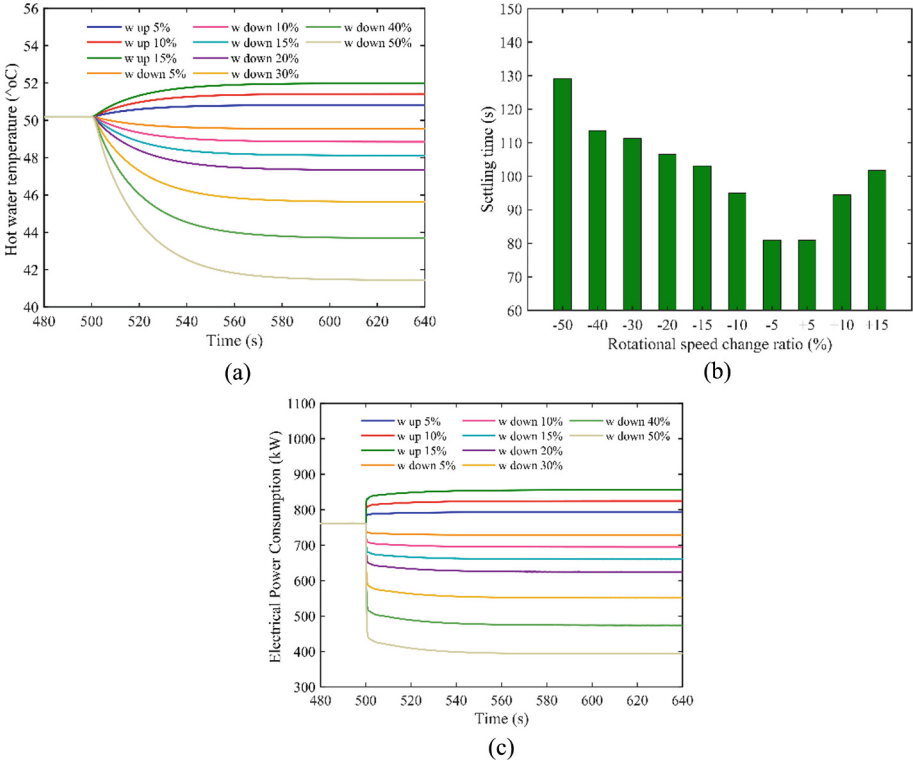 56
54
52
50
48
46
44
42
40
480 500 520 540 560 580 600 620 640
Hot water temperature (^oC)
Time (s)
w up 5% w down 10% w down 40%
w up 10% w down 15% w down 50%
w up 15% w down 20%
w down 5% w down 30%
(a)
150
140
130
120
110
100
90
80
70
60
-50 -40 -30 -20 -15 -10 -5 +5 +10 +15
Settling time (s)
Rotational speed change ratio (%)
(b)
1100
1000
900
800
700
600
500
400
300
480 500 520 540 560 580 600 620 640
Electrical Power Consumption (kW)
Time (s)
w up 5% w down 10% w down 40%
w up 10% w down 15% w down 50%
w up 15% w down 20%
w down 5% w down 30%
(c)